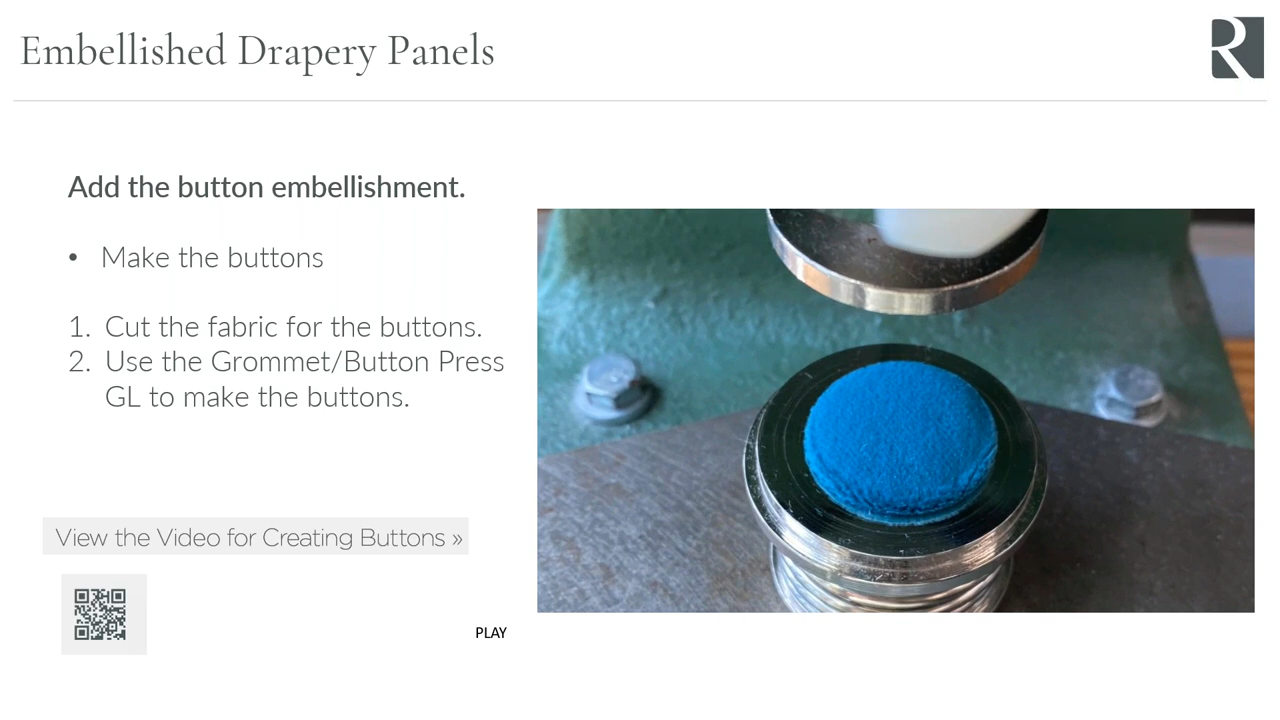 Embellished Drapery Panels
R
Add the button embellishment.
• Make the buttons
1. Cut the fabric for the buttons.
2. Use the Grommet/Button Press
GL to make the buttons.
View the Video for Creating Buttons »
PLAY